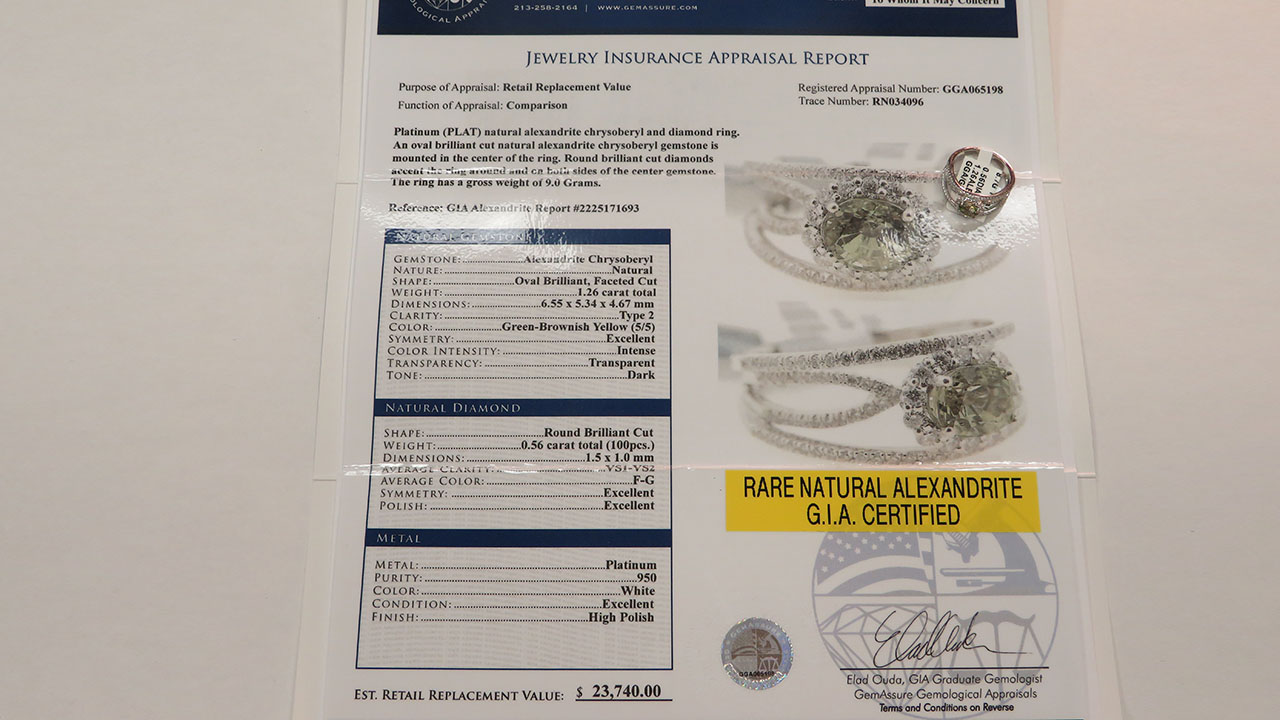 OLOGICAL APPRAI
213-258-2164 | WWW.GEMASSURE.COM
To Whom It May Concern
JEWELRY INSURANCE APPRAISAL REPORT
Purpose of Appraisal: Retail Replacement Value
Function of Appraisal: Comparison
Registered Appraisal Number: GGA065198
Trace Number: RN034096
Platinum (PLAT) natural alexandrite chrysoberyl and diamond ring.
An oval brilliant cut natural alexandrite chrysoberyl gemstone is
mounted in the center of the ring. Round brilliant cut diamonds
accent the ring around and on both sides of the center gemstone.
The ring has a gross weight of 9.0 Grams.
Reference: GIA Alexandrite Report #2225171693
NATURAL GEMSTONE
GEMSTONE: Alexandrite Chrysoberyl
NATURE: Natural
SHAPE: Oval Brilliant, Faceted Cut
WEIGHT: 1.26 carat total
DIMENSIONS: 6.55 x 5.34 x 4.67 mm
CLARITY: Type 2
COLOR: Green-Brownish Yellow (5/5)
SYMMETRY: Excellent
COLOR INTENSITY: Intense
TRANSPARENCY: Transparent
TONE: Dark
NATURAL DIAMOND
SHAPE: Round Brilliant Cut
WEIGHT: 0.56 carat total (100pcs.)
DIMENSIONS: 1.5 x 1.0 mm
AVERAGE CLARITY: VS1-VS2
AVERAGE COLOR: F-G
SYMMETRY: Excellent
POLISH: Excellent
METAL
METAL: Platinum
PURITY: 950
COLOR: White
CONDITION: Excellent
FINISH: High Polish
EST. RETAIL REPLACEMENT VALUE: $ 23,740.00
0.56DIA
1.26ALE
RARE NATURAL ALEXANDRITE
G.I.A. CERTIFIED
GGA065198
Elad Ouda, GIA Graduate Gemologist
GemAssure Gemological Appraisals
Terms and Conditions on Reverse